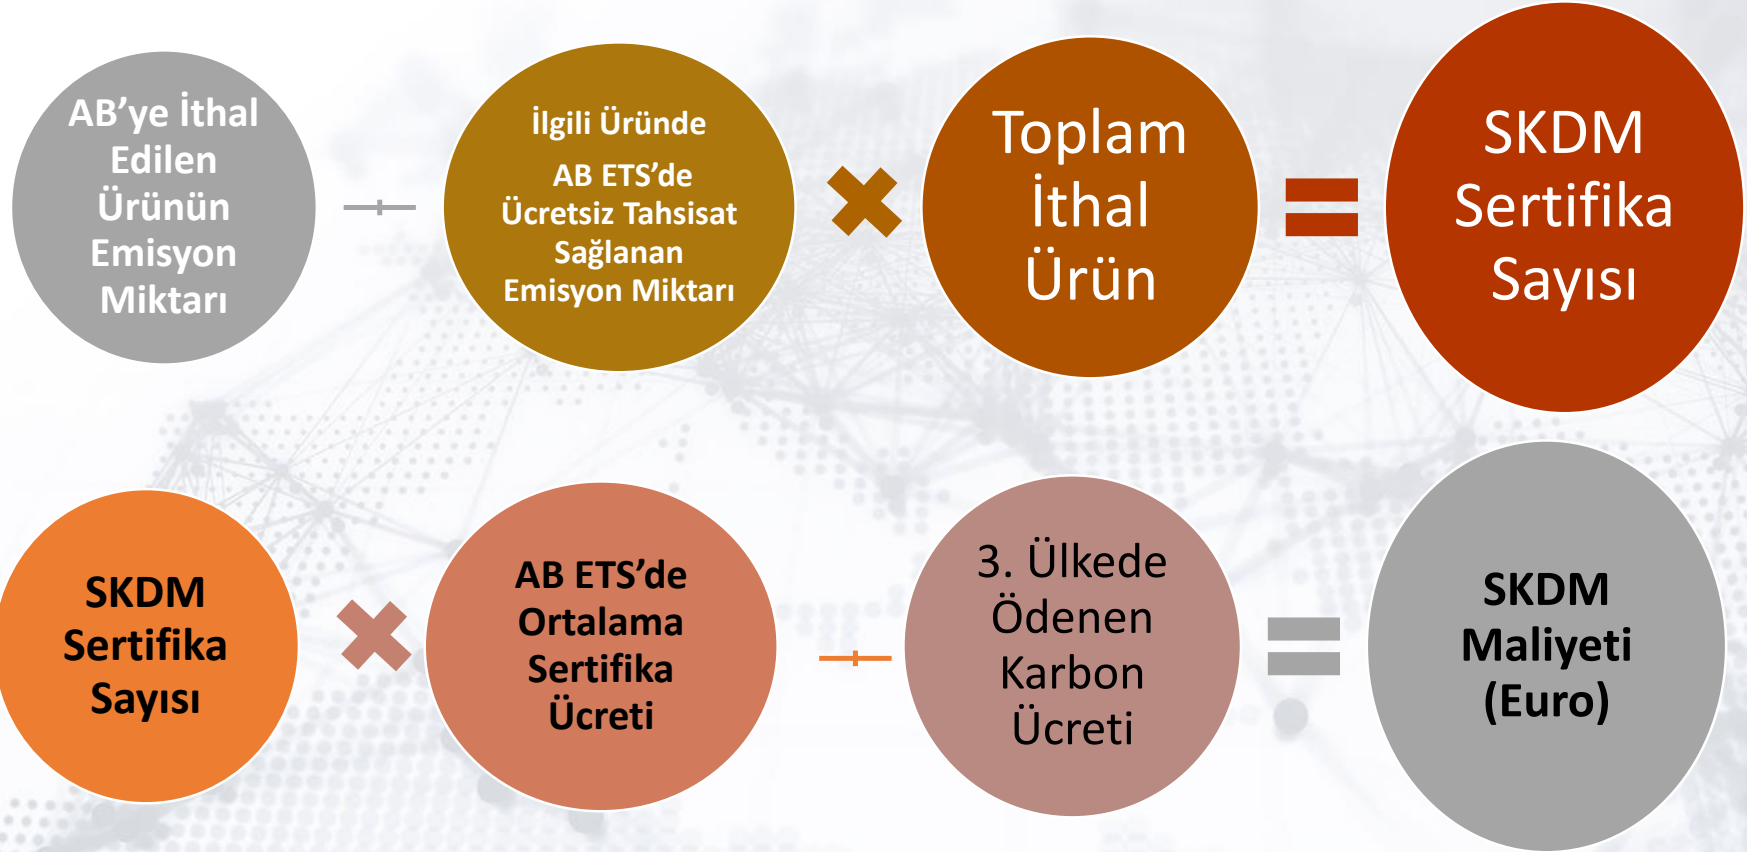 AB’ye İthal
Edilen
Ürünün
Emisyon
Miktarı
İlgili Üründe
AB ETS’de
Ücretsiz Tahsisat
Sağlanan
Emisyon Miktarı
Toplam
İthal
Ürün
SKDM
Sertifika
Sayısı
SKDM
Sertifika
Sayısı
AB ETS’de
Ortalama
Sertifika
Ücreti
3. Ülkede
Ödenen
Karbon
Ücreti
SKDM
Maliyeti
(Euro)